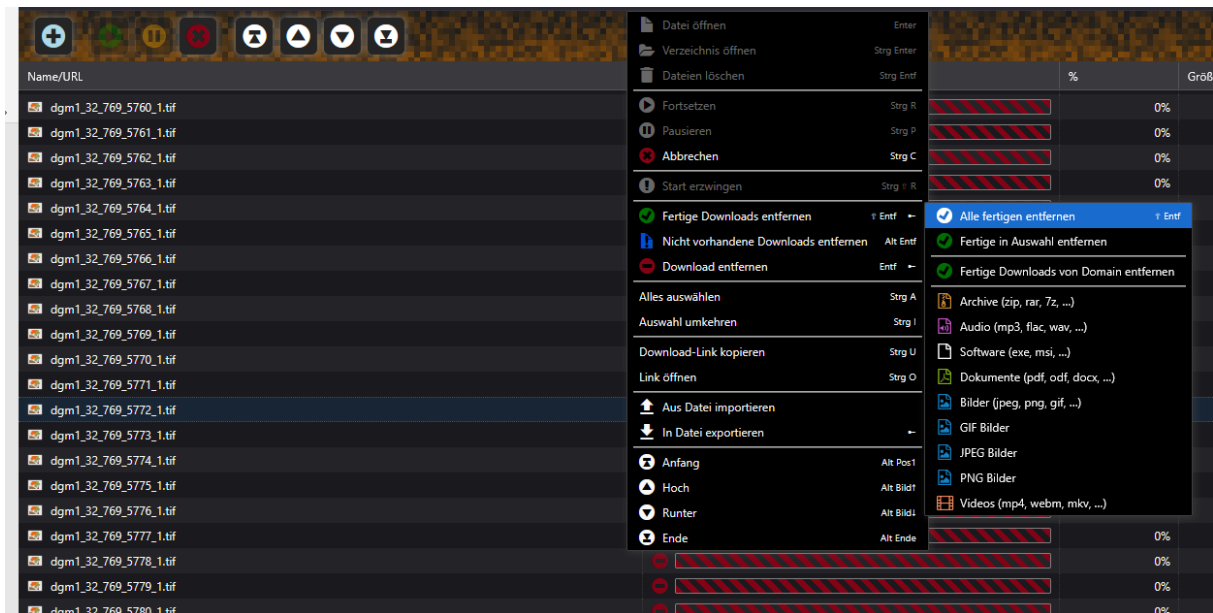 Name/URL
%
Größ
dgm1_32_769_5760_1.tif
0%
dgm1_32_769_5761_1.tif
0%
dgm1_32_769_5762_1.tif
0%
dgm1_32_769_5763_1.tif
0%
dgm1_32_769_5764_1.tif
dgm1_32_769_5765_1.tif
dgm1_32_769_5766_1.tif
dgm1_32_769_5767_1.tif
dgm1_32_769_5768_1.tif
dgm1_32_769_5769_1.tif
dgm1_32_769_5770_1.tif
dgm1_32_769_5771_1.tif
dgm1_32_769_5772_1.tif
dgm1_32_769_5773_1.tif
dgm1_32_769_5774_1.tif
dgm1_32_769_5775_1.tif
dgm1_32_769_5776_1.tif
dgm1_32_769_5777_1.tif
0%
dgm1_32_769_5778_1.tif
0%
dgm1_32_769_5779_1.tif
0%
dgm1_32_769_5780_1.tif
0%
Datei öffnen Enter
Verzeichnis öffnen Strg Enter
Dateien löschen Strg Entf
Fortsetzen Strg R
Pausieren Strg P
Abbrechen Strg C
Start erzwingen Strg ⇧ R
Fertige Downloads entfernen ⇧ Entf
Nicht vorhandene Downloads entfernen Alt Entf
Download entfernen Entf
Alles auswählen Strg A
Auswahl umkehren Strg I
Download-Link kopieren Strg U
Link öffnen Strg O
Aus Datei importieren
In Datei exportieren
Anfang Alt Pos1
Hoch Alt Bild↑
Runter Alt Bild↓
Ende Alt Ende
Alle fertigen entfernen ⇧ Entf
Fertige in Auswahl entfernen
Fertige Downloads von Domain entfernen
Archive (zip, rar, 7z, ...)
Audio (mp3, flac, wav, ...)
Software (exe, msi, ...)
Dokumente (pdf, odf, docx, ...)
Bilder (jpeg, png, gif, ...)
GIF Bilder
JPEG Bilder
PNG Bilder
Videos (mp4, webm, mkv, ...)